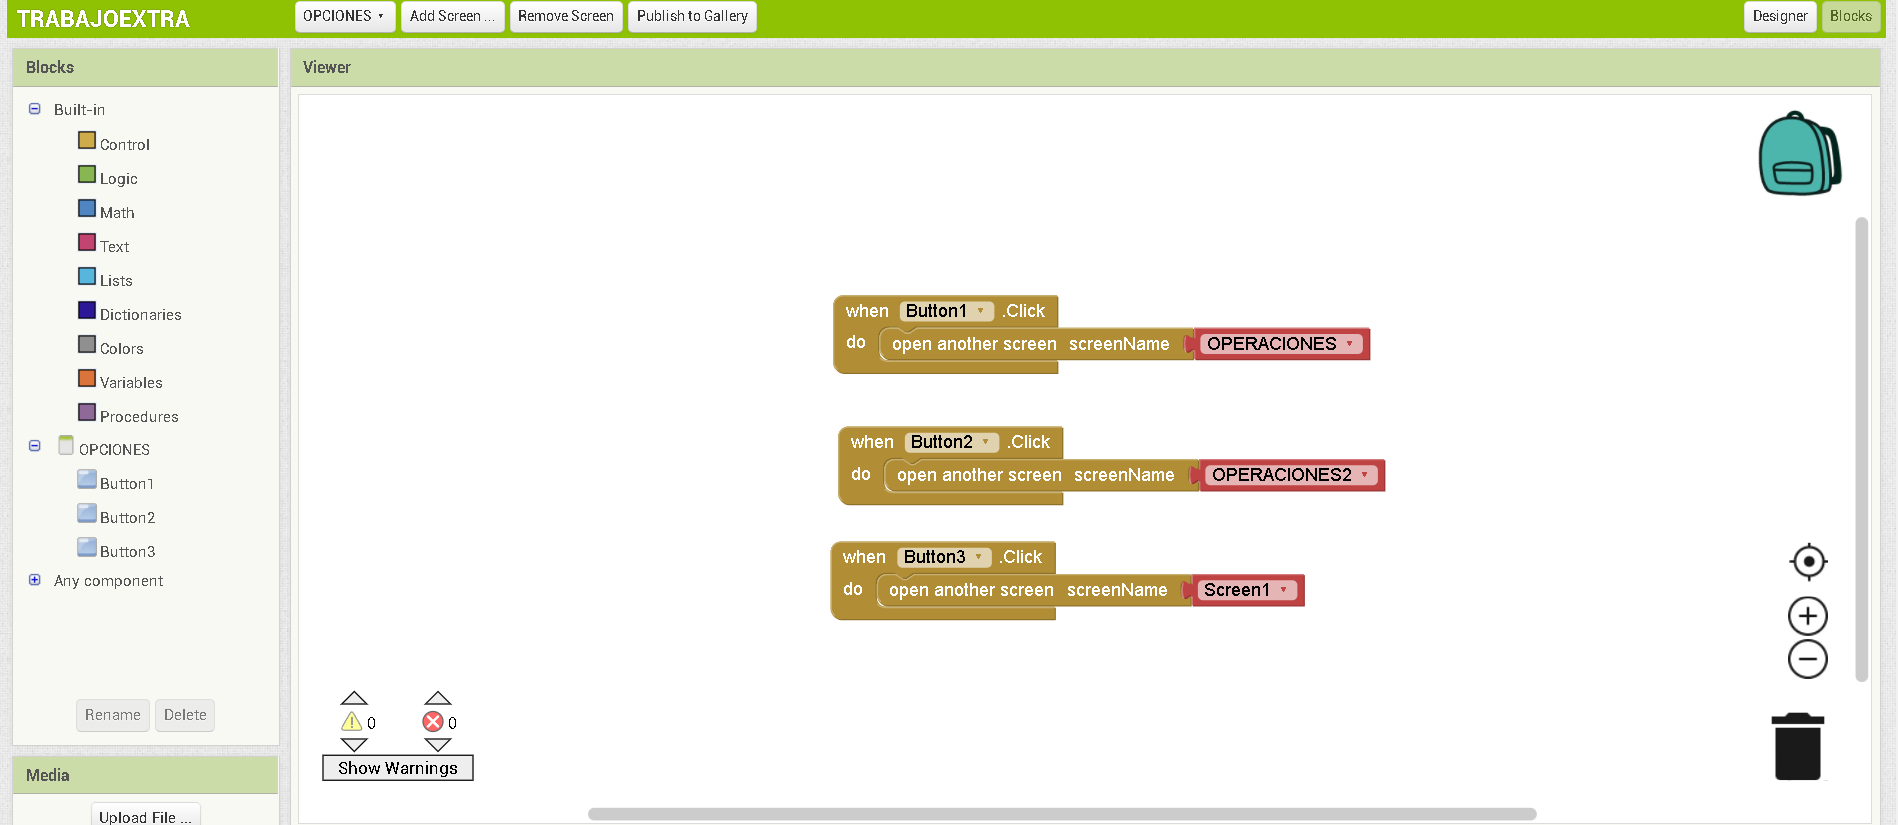 TRABAJOEXTRA
OPCIONES
Add Screen ...
Remove Screen
Publish to Gallery
Designer
Blocks
Blocks
Built-in
Control
Logic
Math
Text
Lists
Dictionaries
Colors
Variables
Procedures
OPCIONES
Button1
Button2
Button3
Any component
Rename
Delete
Media
Upload File ...
Viewer
when Button1 .Click
do open another screen screenName OPERACIONES
when Button2 .Click
do open another screen screenName OPERACIONES2
when Button3 .Click
do open another screen screenName Screen1
0 0
Show Warnings